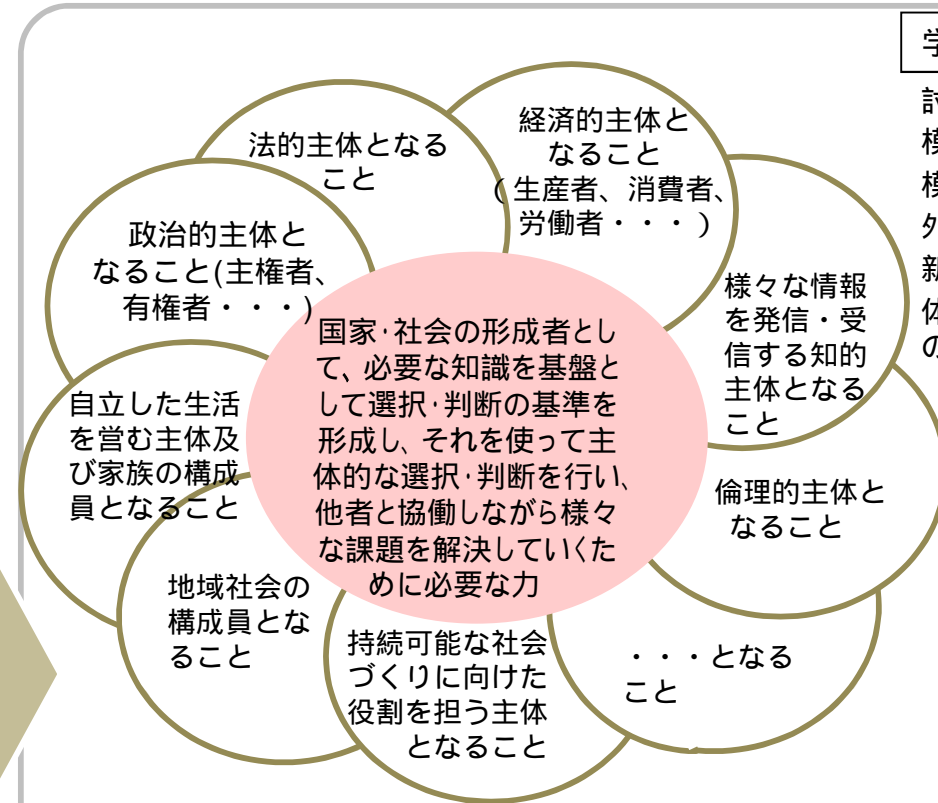 法的主体となる
こと
経済的主体と
なること
(生産者、消費者、
労働者・・・)
政治的主体と
なること(主権者、
有権者・・・)
様々な情報
を発信・受
信する知的
主体となる
こと
国家・社会の形成者とし
て、必要な知識を基盤と
して選択・判断の基準を
形成し、それを使って主
体的な選択・判断を行い、
他者と協働しながら様々
な課題を解決していくた
めに必要な力
自立した生活
を営む主体及
び家族の構成
員となること
倫理的主体と
なること
地域社会の
構成員とな
ること
持続可能な社会
づくりに向けた
役割を担う主体
となること
・・・となる
こと
学
討
模
模
外
新
体
の